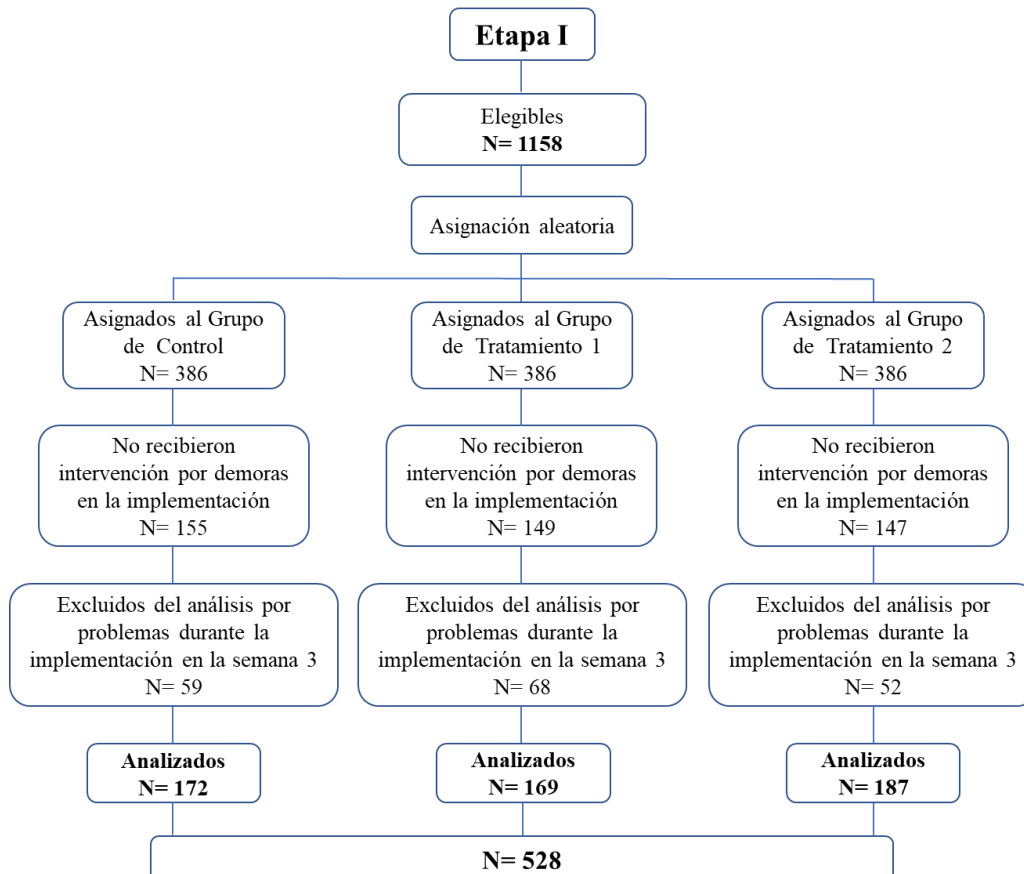 Etapa I
Elegibles
N= 1158
Asignación aleatoria
Asignados al Grupo
de Control
N= 386
Asignados al Grupo
de Tratamiento 1
N= 386
Asignados al Grupo
de Tratamiento 2
N= 386
No recibieron
intervención por demoras
en la implementación
N= 155
No recibieron
intervención por demoras
en la implementación
N= 149
No recibieron
intervención por demoras
en la implementación
N= 147
Excluidos del análisis por
problemas durante la
implementación en la semana 3
N= 59
Excluidos del análisis por
problemas durante la
implementación en la semana 3
N= 68
Excluidos del análisis por
problemas durante la
implementación en la semana 3
N= 52
Analizados
N= 172
Analizados
N= 169
Analizados
N= 187
N= 528